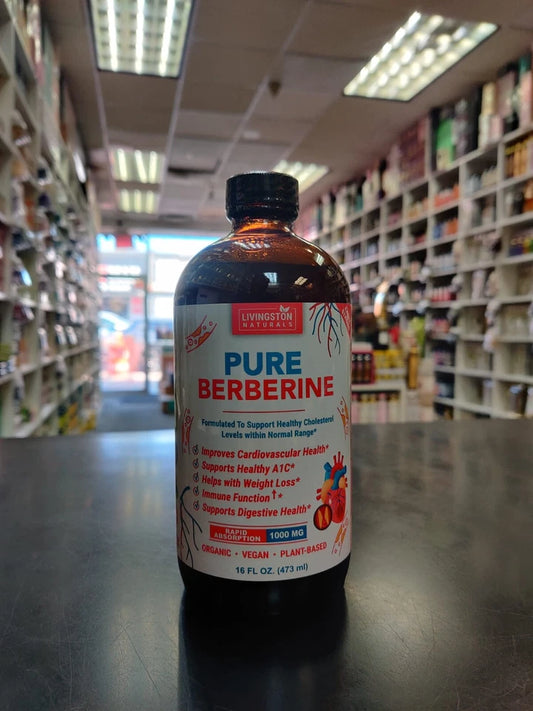 LIVINGSTON
NATURALS
PURE
BERBERINE
Formulated To Support Healthy Cholesterol
Levels within Normal Range*
Improves Cardiovascular Health*
Supports Healthy A1C*
Helps with Weight Loss*
Immune Function†*
Supports Digestive Health*
RAPID
ABSORPTION 1000 MG
ORGANIC • VEGAN • PLANT-BASED
16 FL OZ. (473 ml)